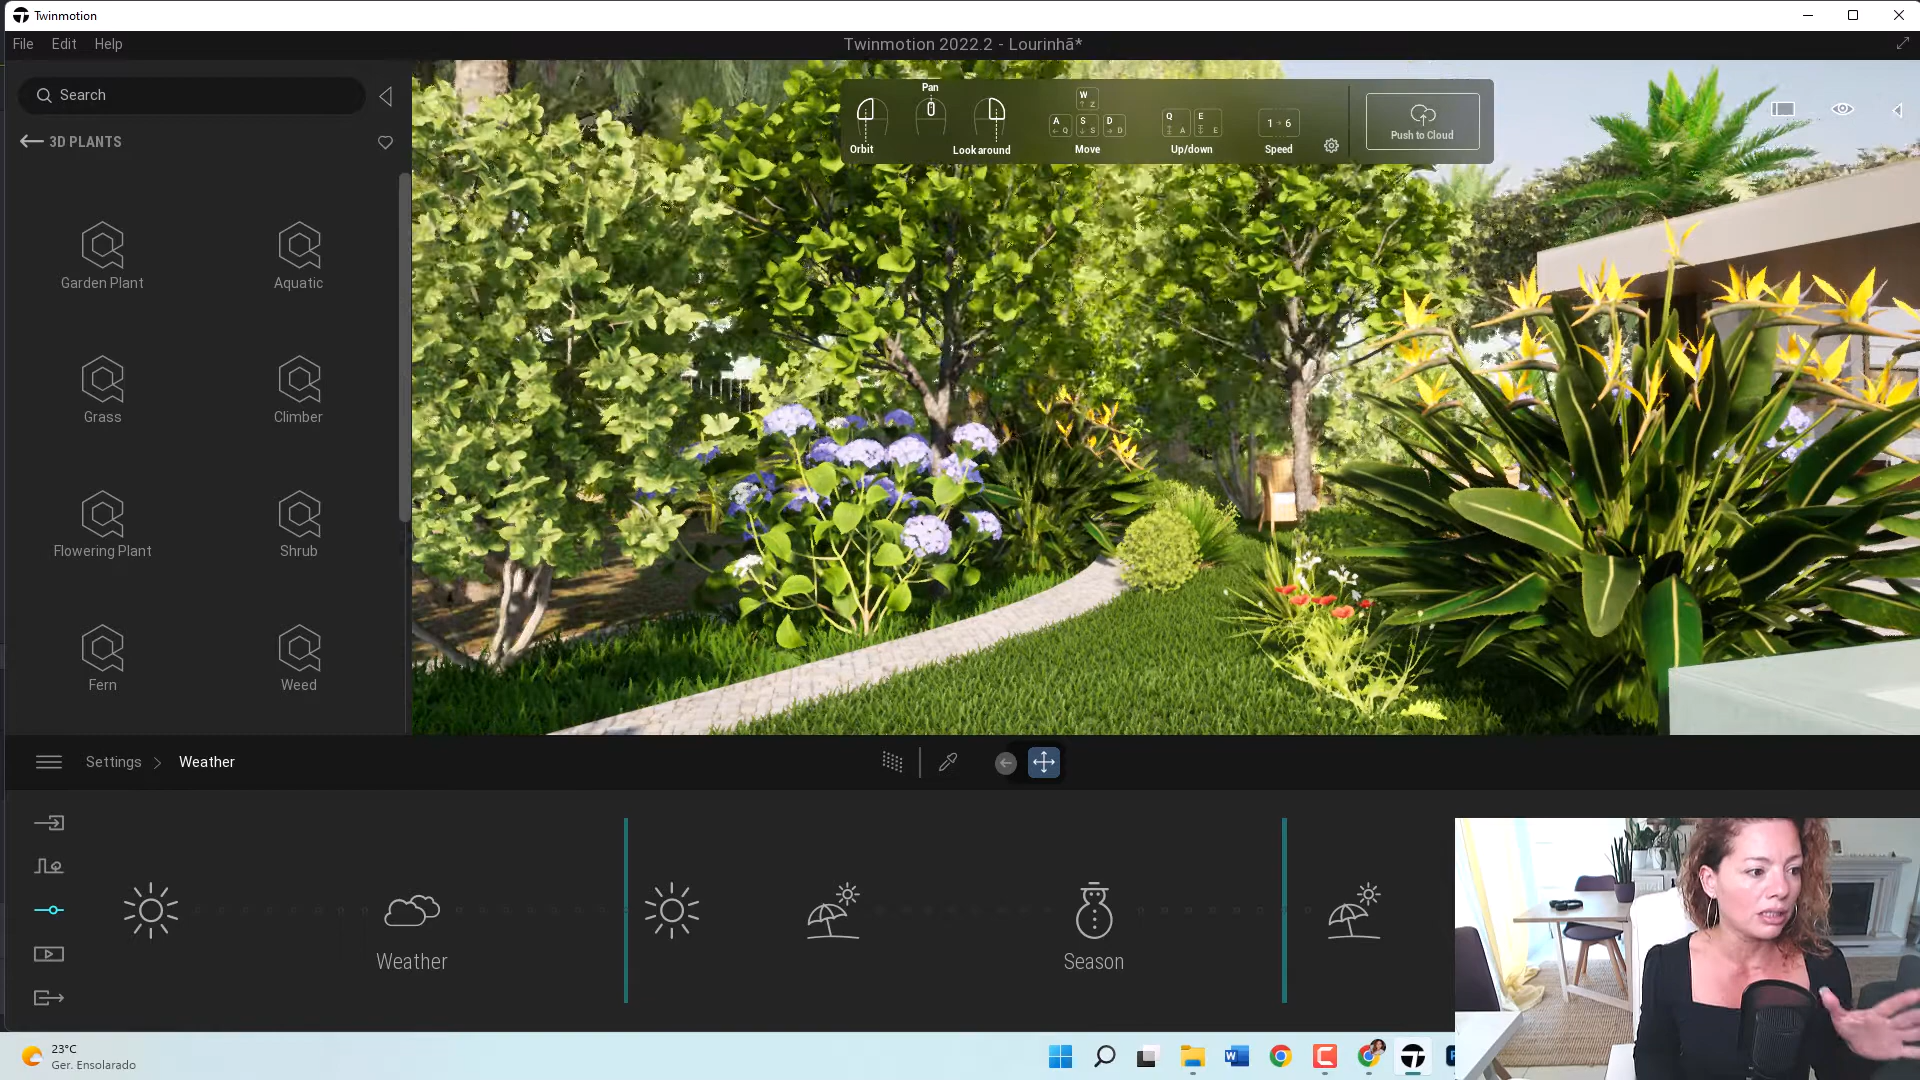 Twinmotion
File Edit Help
Twinmotion 2022.2 - Lourinhã*
Search
3D PLANTS
Garden Plant
Aquatic
Grass
Climber
Flowering Plant
Shrub
Fern
Weed
Pan
Orbit
Look around
W
Z
A
Q
S
S
D
D
Move
Q
A
E
E
Up/down
1 6
Speed
Push to Cloud
Settings > Weather
Weather
Season
23°C
Ger. Ensolarado